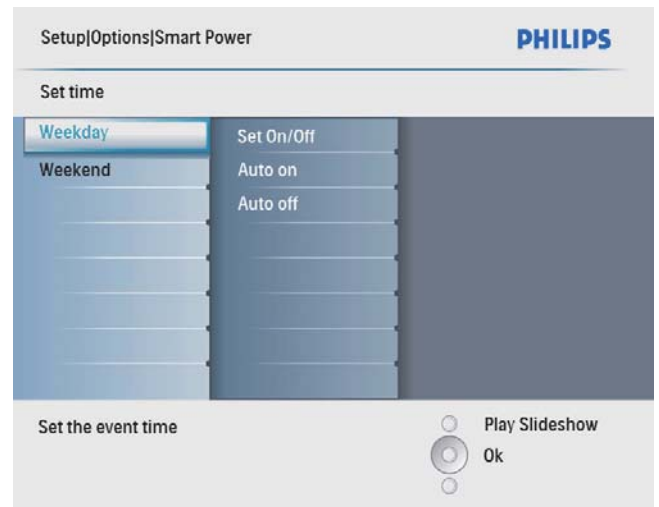 Setup|Options|Smart Power
PHILIPS
Set time
Weekday
Set On/Off
Weekend
Auto on
Auto off
Set the event time
Play Slideshow
Ok